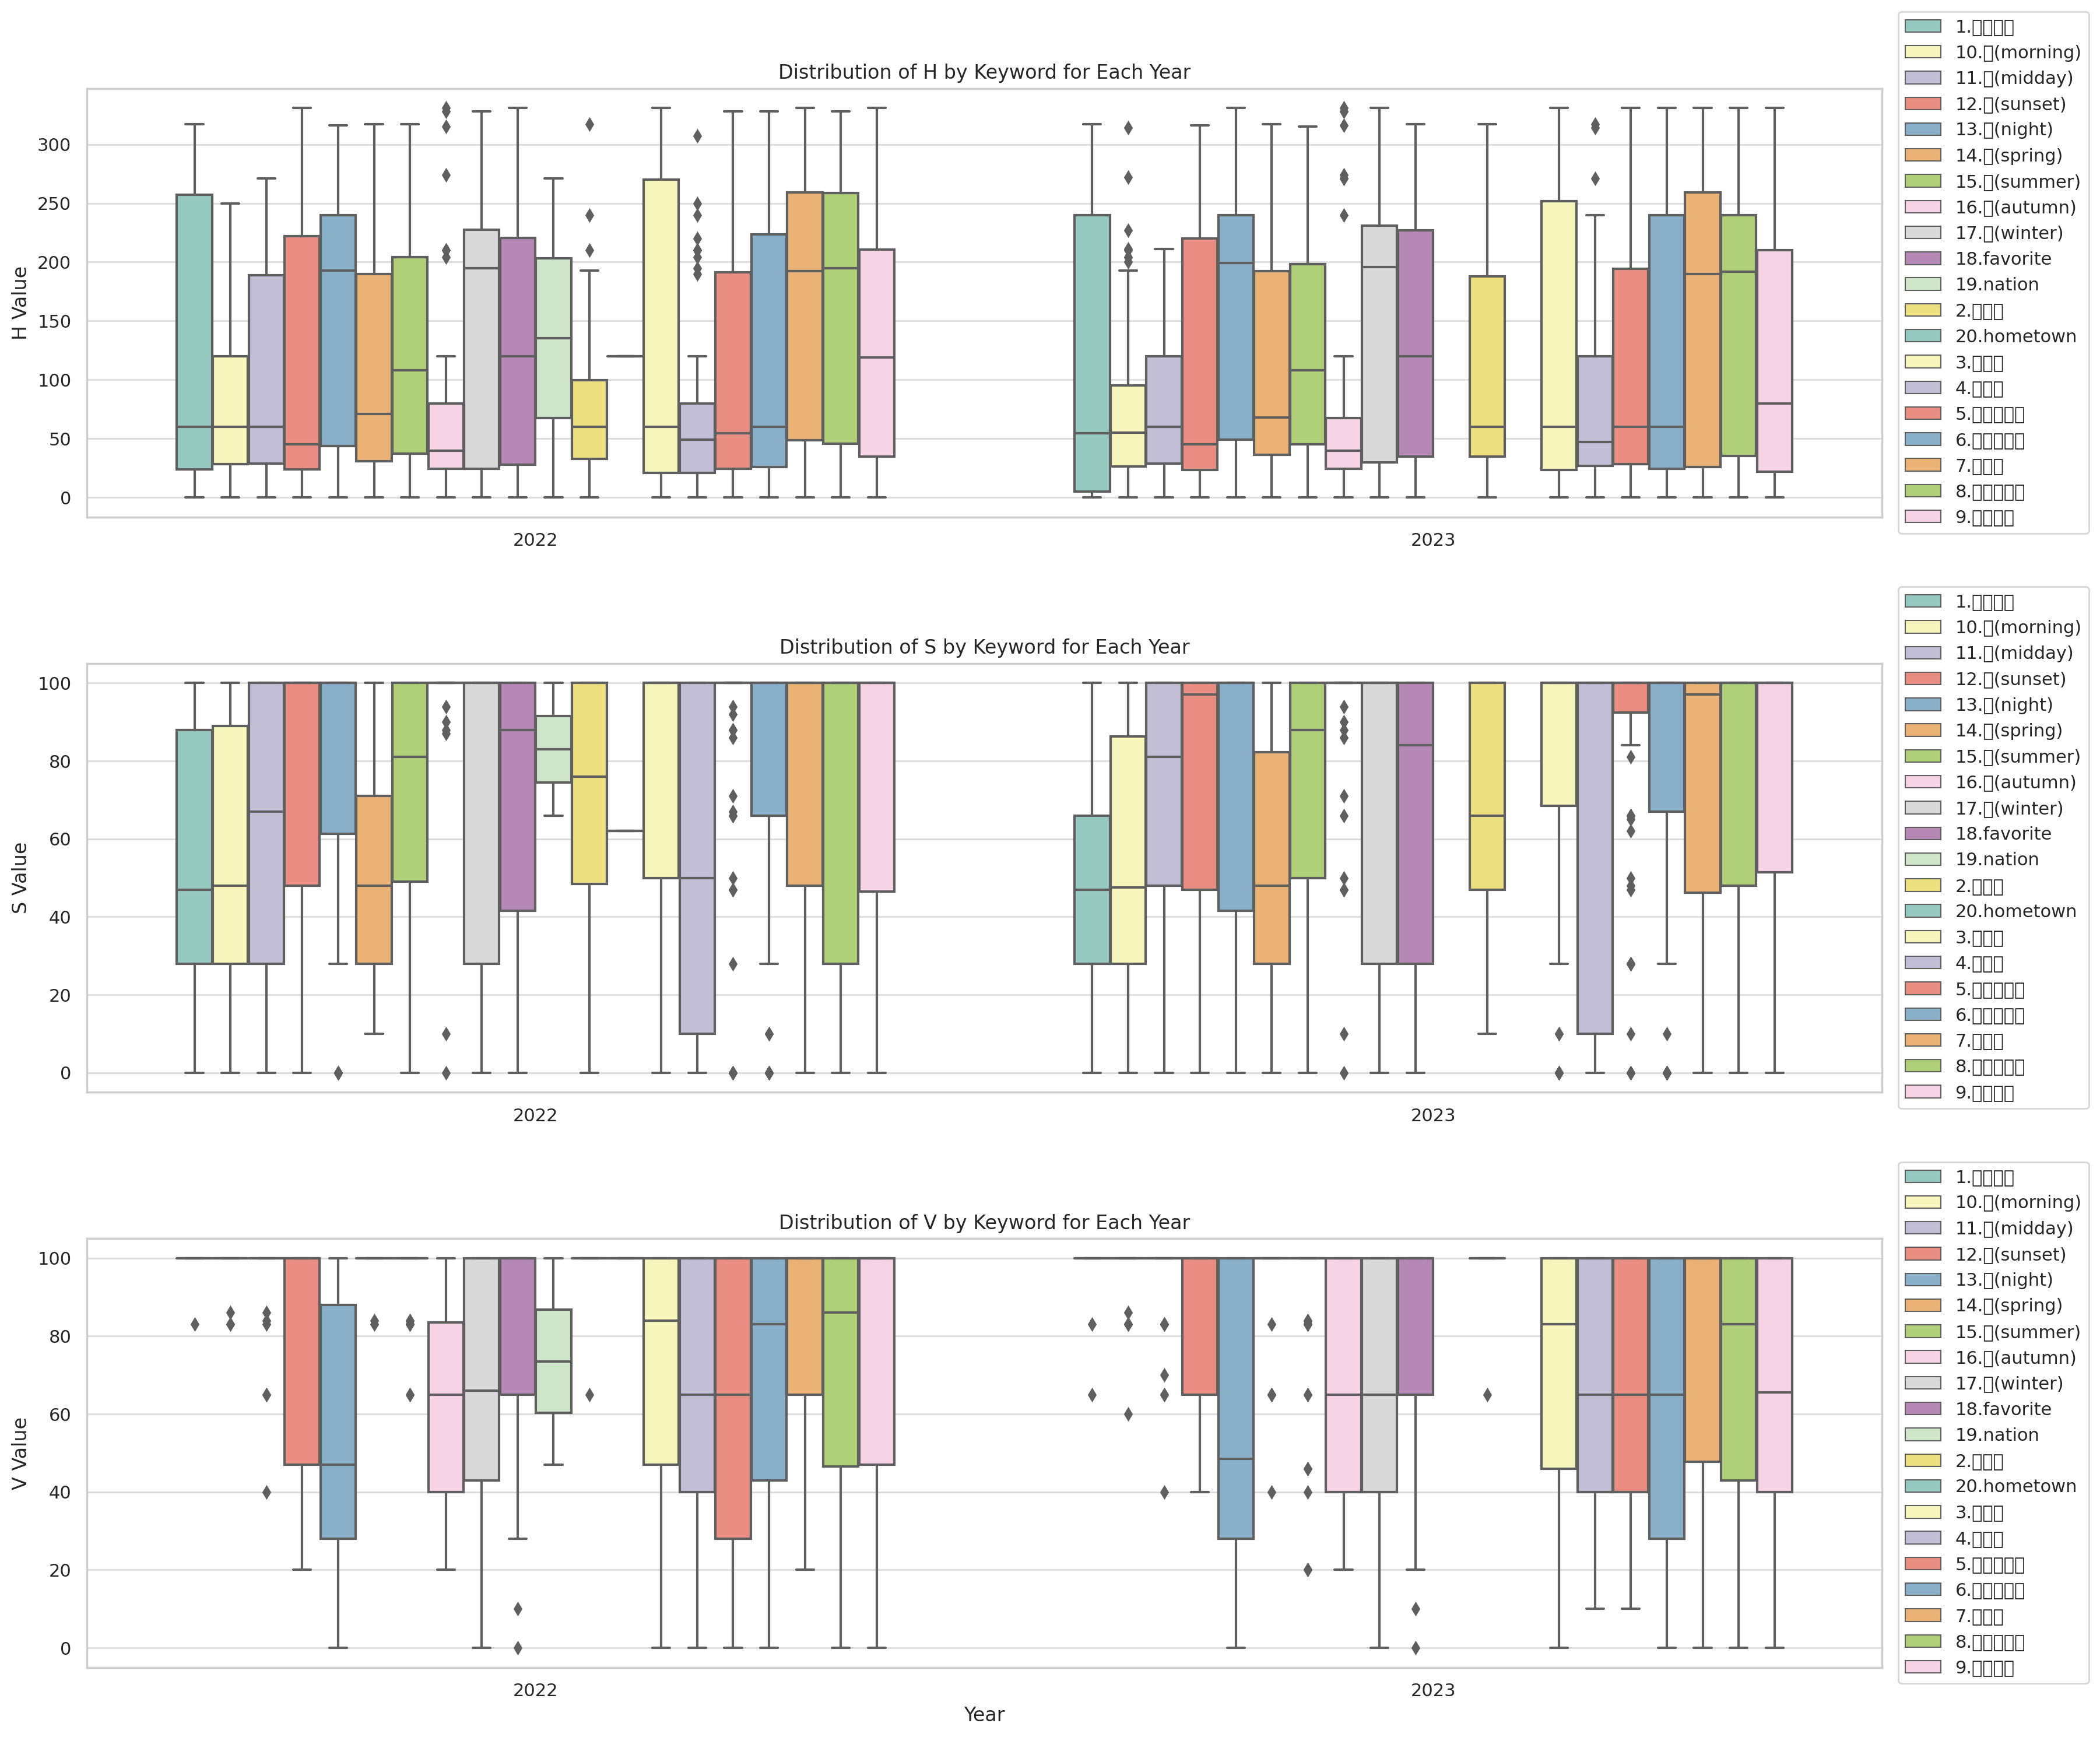 Distribution of H by Keyword for Each Year
H Value
300
250
200
150
100
50
0
2022
2023
1.
10.(morning)
11.(midday)
12.(sunset)
13.(night)
14.(spring)
15.(summer)
16.(autumn)
17.(winter)
18.favorite
19.nation
2.
20.hometown
3.
4.
5.
6.
7.
8.
9.
Distribution of S by Keyword for Each Year
S Value
100
80
60
40
20
0
2022
2023
1.
10.(morning)
11.(midday)
12.(sunset)
13.(night)
14.(spring)
15.(summer)
16.(autumn)
17.(winter)
18.favorite
19.nation
2.
20.hometown
3.
4.
5.
6.
7.
8.
9.
Distribution of V by Keyword for Each Year
V Value
100
80
60
40
20
0
2022
2023
Year
1.
10.(morning)
11.(midday)
12.(sunset)
13.(night)
14.(spring)
15.(summer)
16.(autumn)
17.(winter)
18.favorite
19.nation
2.
20.hometown
3.
4.
5.
6.
7.
8.
9.